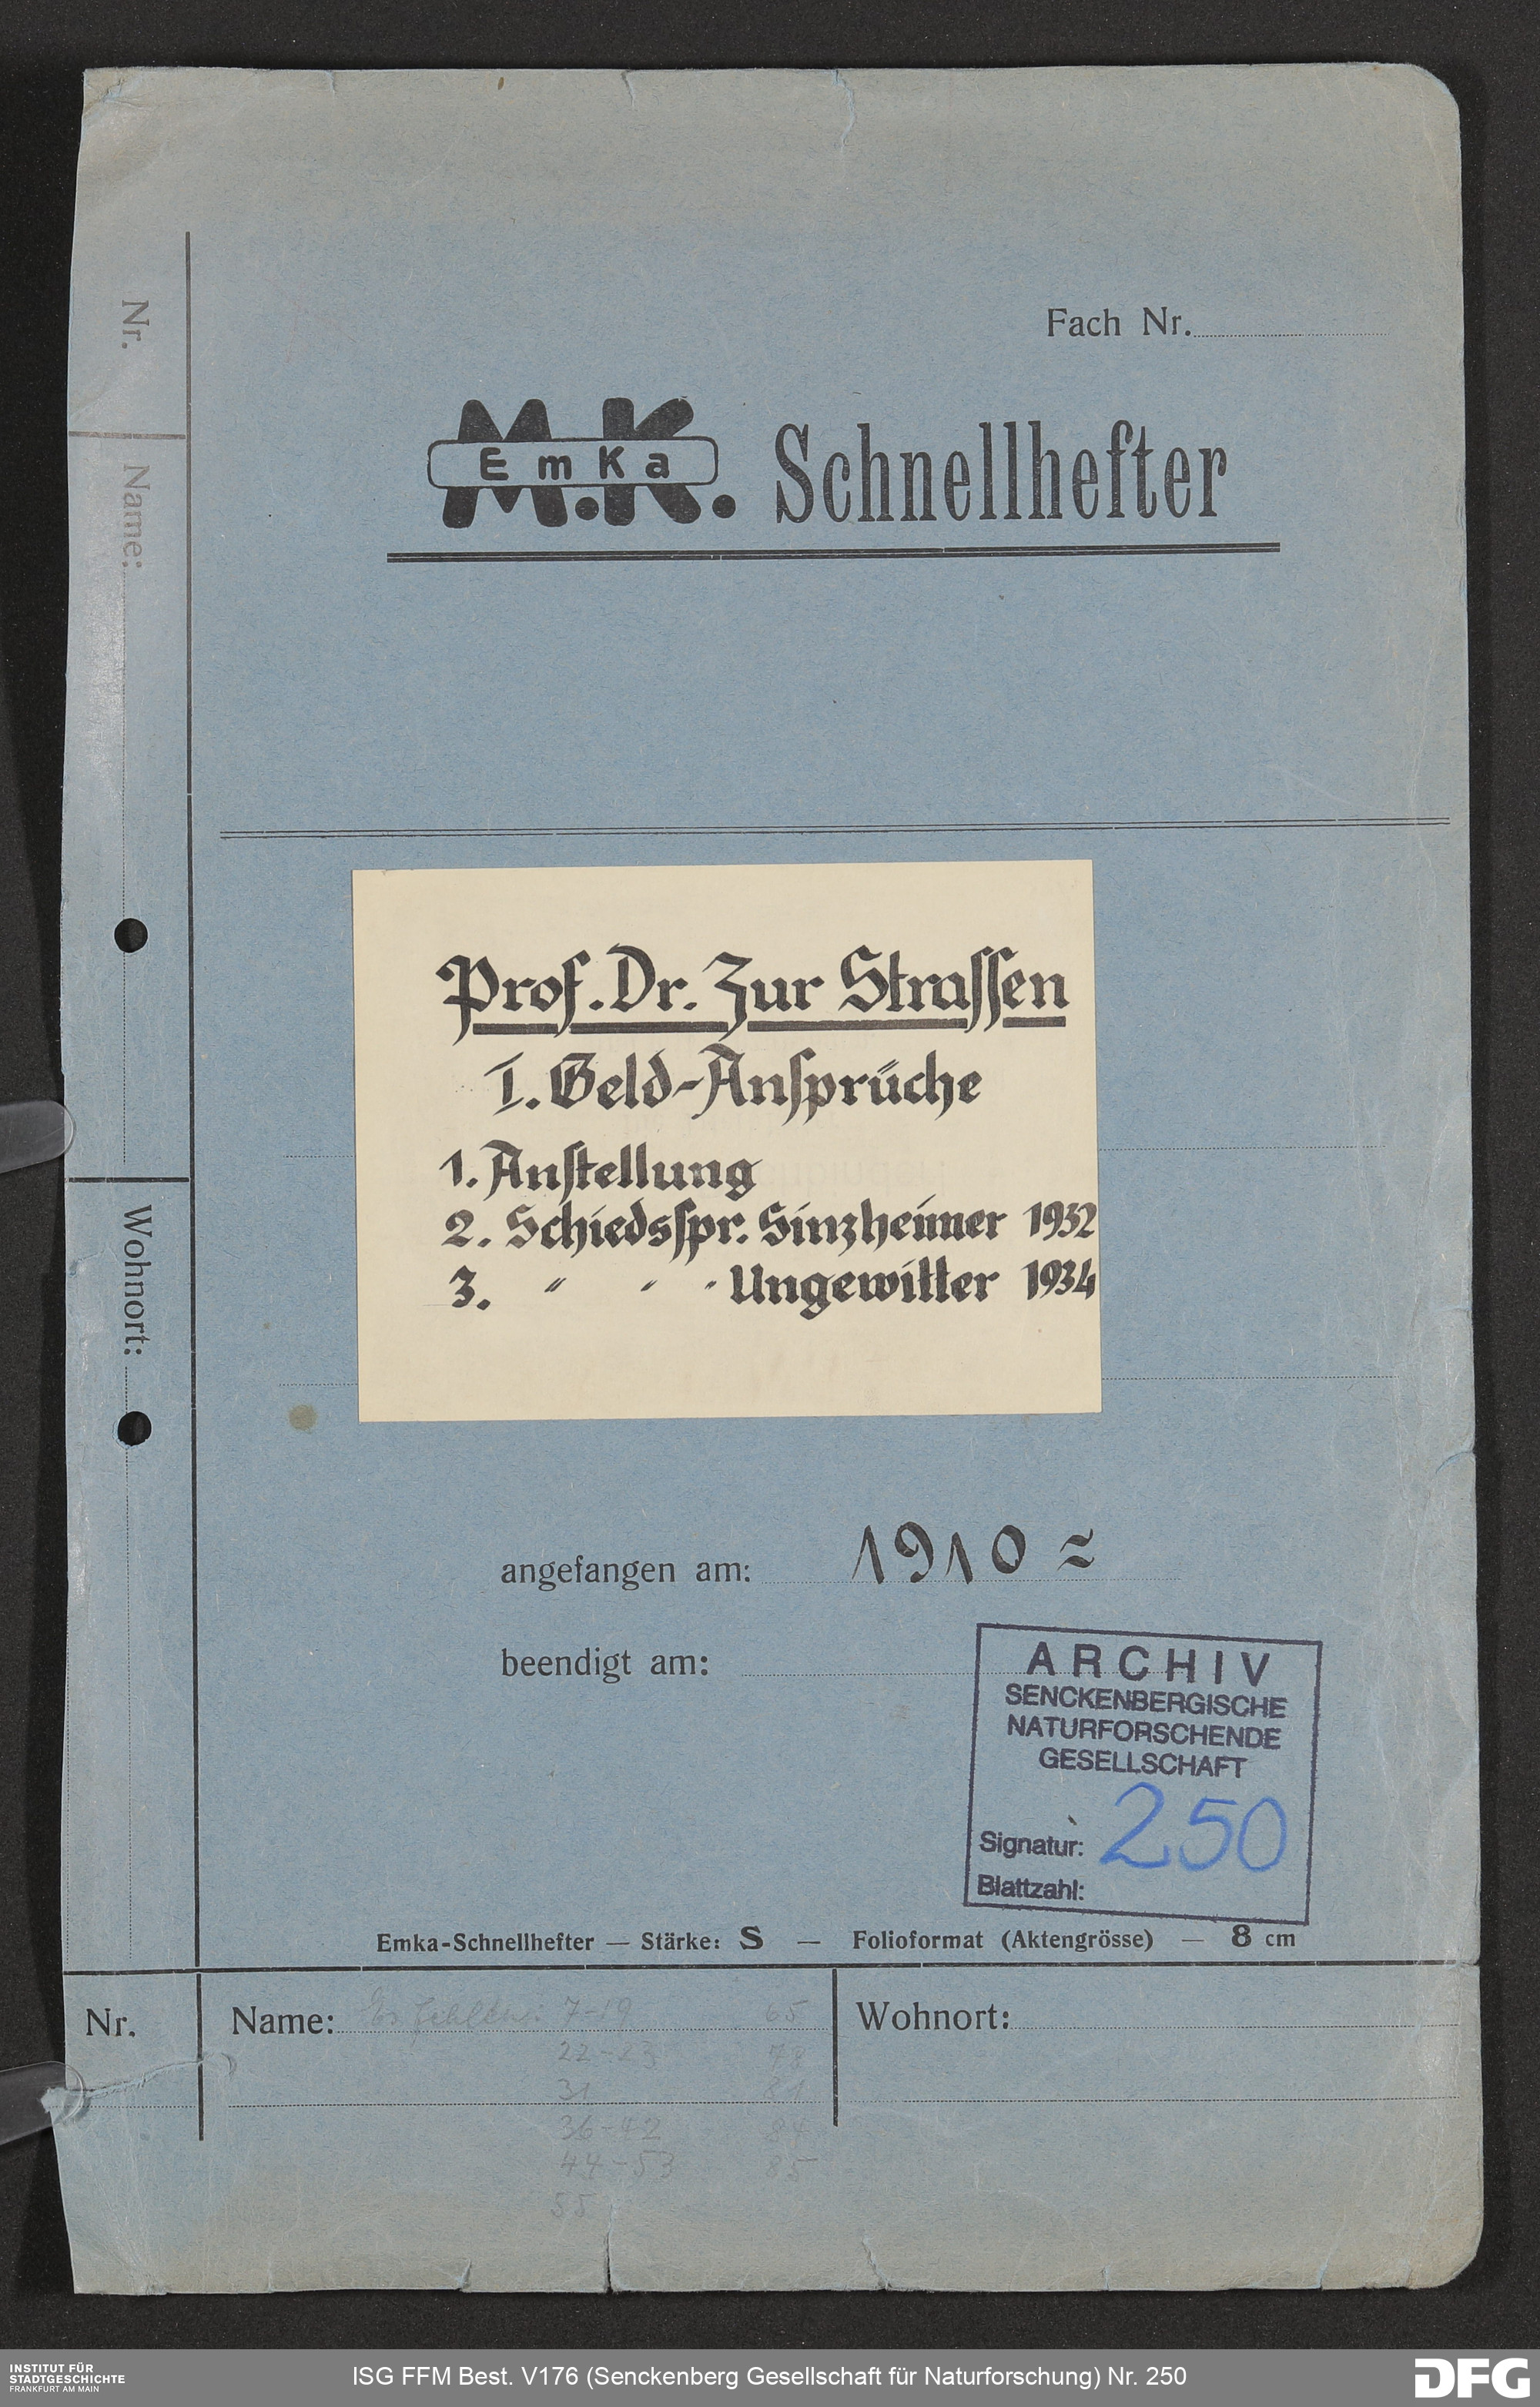 Fach Nr.
M.K.
EmKa
Schnellhefter
Nr.
Name:
Wohnort:
Prof. Dr. Zur Strassen
I. Geld-Ansprüche
1. Anstellung
2. Schiedsspr. Sinzheimer 1932
3. " " " Ungewitter 1934
angefangen am: 1910 ≈
beendigt am:
ARCHIV
SENCKENBERGISCHE
NATURFORSCHENDE
GESELLSCHAFT
Signatur: 250
Blattzahl:
Emka-Schnellhefter — Stärke: S — Folioformat (Aktengrösse) — 8 cm
Nr.
Name: Es fehlen: 7-19 65
Wohnort:
22-23
31
36-42 84
44-53 85
55
INSTITUT FÜR
STADTGESCHICHTE
FRANKFURT AM MAIN
ISG FFM Best. V176 (Senckenberg Gesellschaft für Naturforschung) Nr. 250
DFG